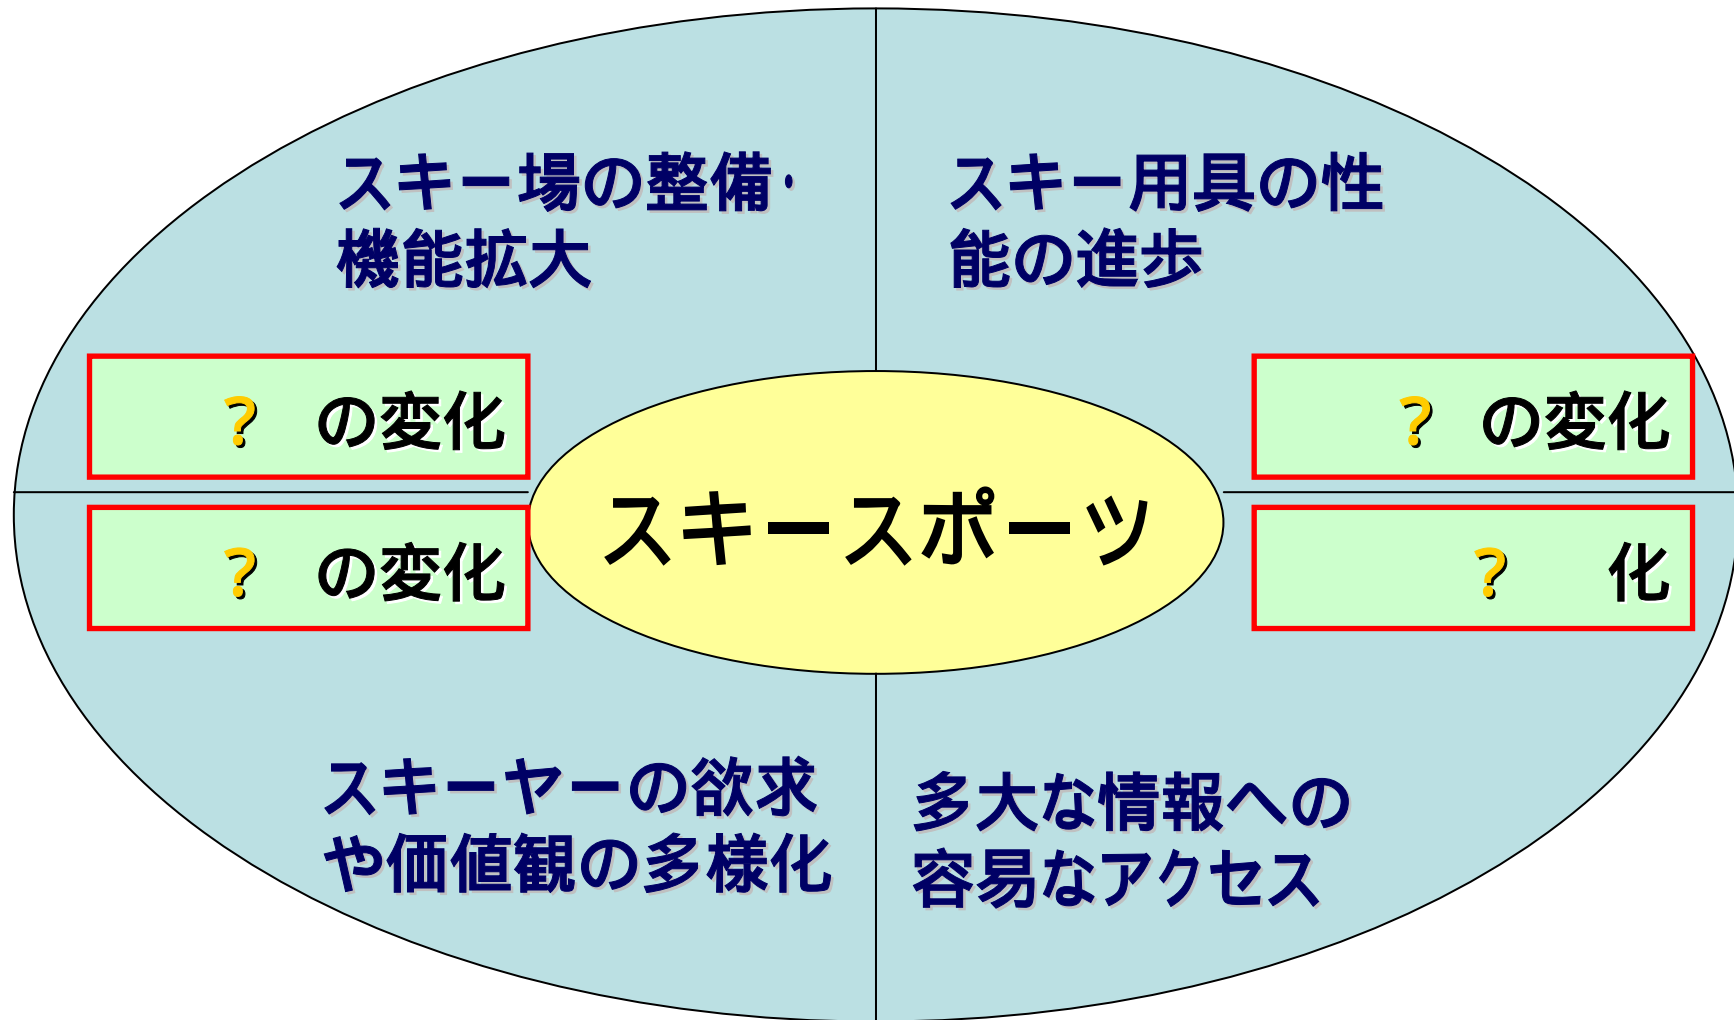 スキー場の整備・
機能拡大
スキー用具の性
能の進歩
? の変化
? の変化
スキースポーツ
? の変化
? 化
スキーヤーの欲求
や価値観の多様化
多大な情報への
容易なアクセス